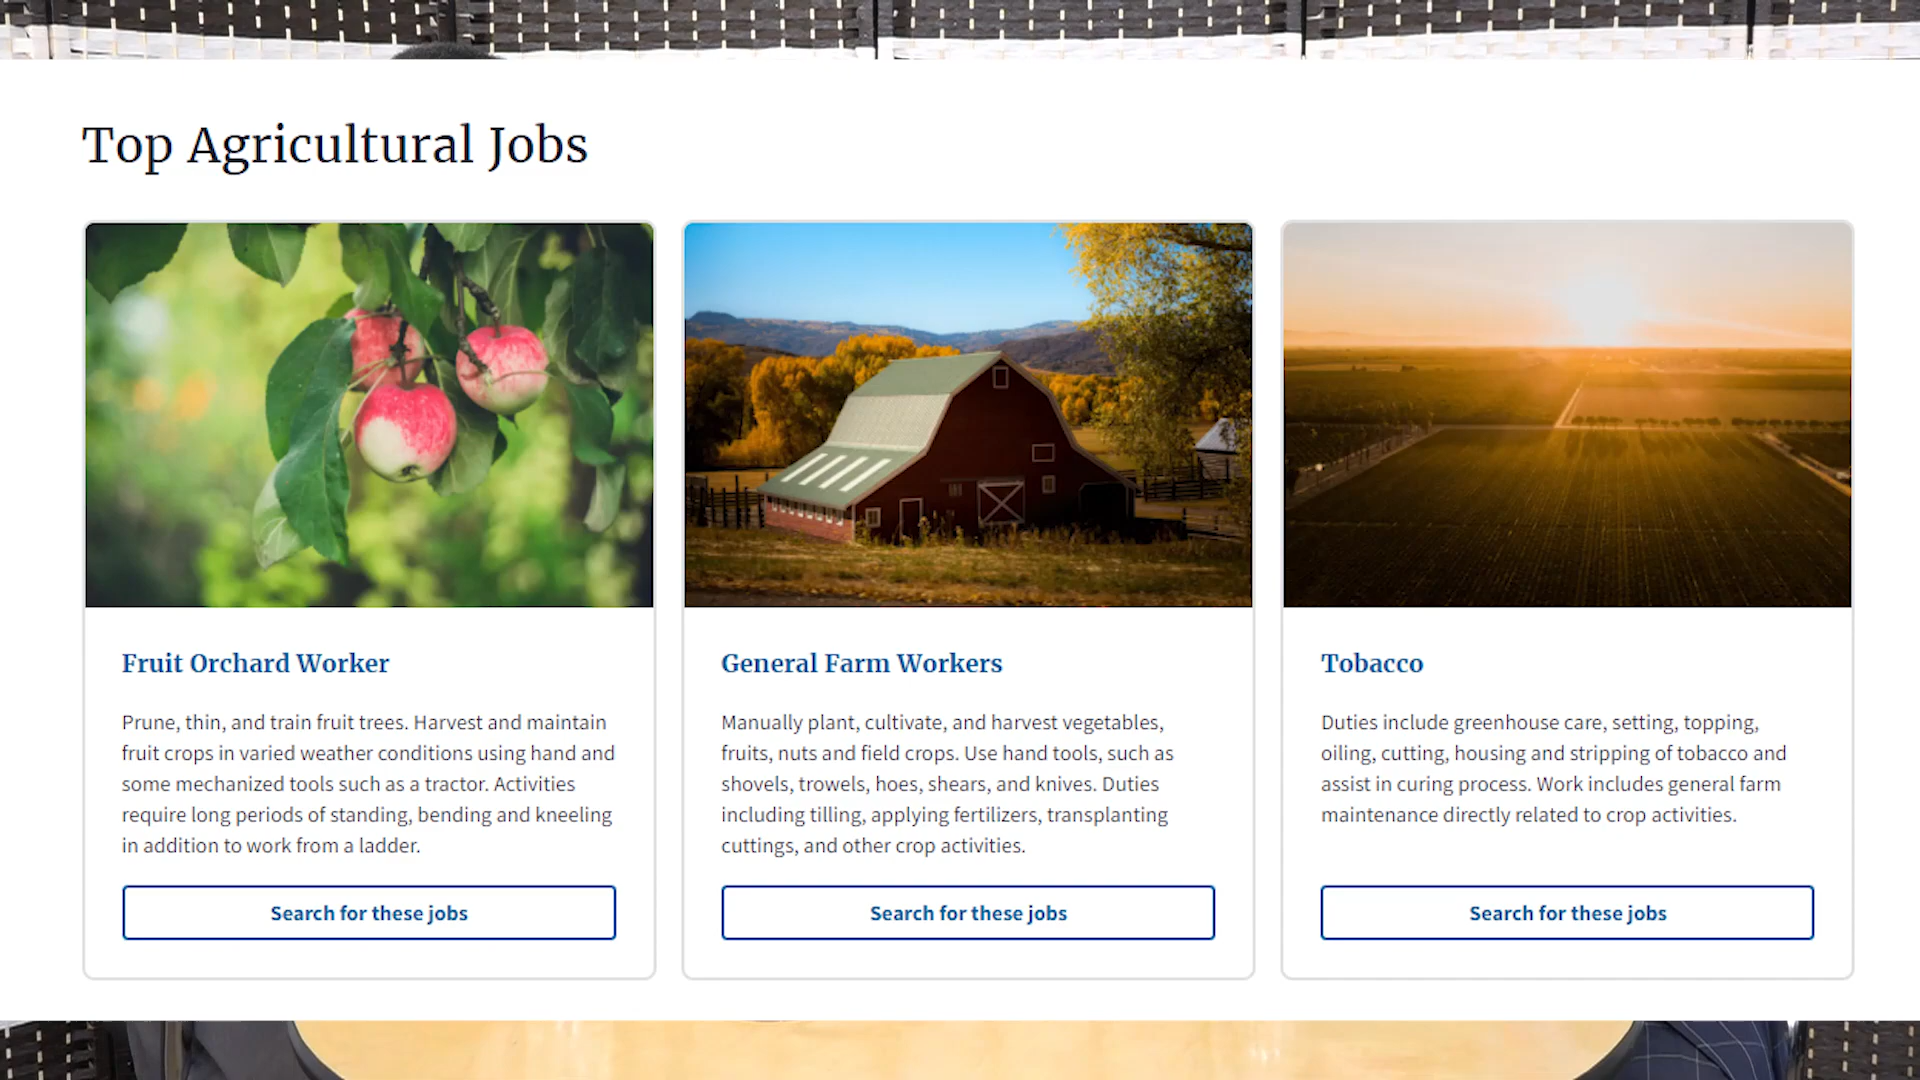 Top Agricultural Jobs
Fruit Orchard Worker
Prune, thin, and train fruit trees. Harvest and maintain
fruit crops in varied weather conditions using hand and
some mechanized tools such as a tractor. Activities
require long periods of standing, bending and kneeling
in addition to work from a ladder.
Search for these jobs
General Farm Workers
Manually plant, cultivate, and harvest vegetables,
fruits, nuts and field crops. Use hand tools, such as
shovels, trowels, hoes, shears, and knives. Duties
including tilling, applying fertilizers, transplanting
cuttings, and other crop activities.
Search for these jobs
Tobacco
Duties include greenhouse care, setting, topping,
oiling, cutting, housing and stripping of tobacco and
assist in curing process. Work includes general farm
maintenance directly related to crop activities.
Search for these jobs